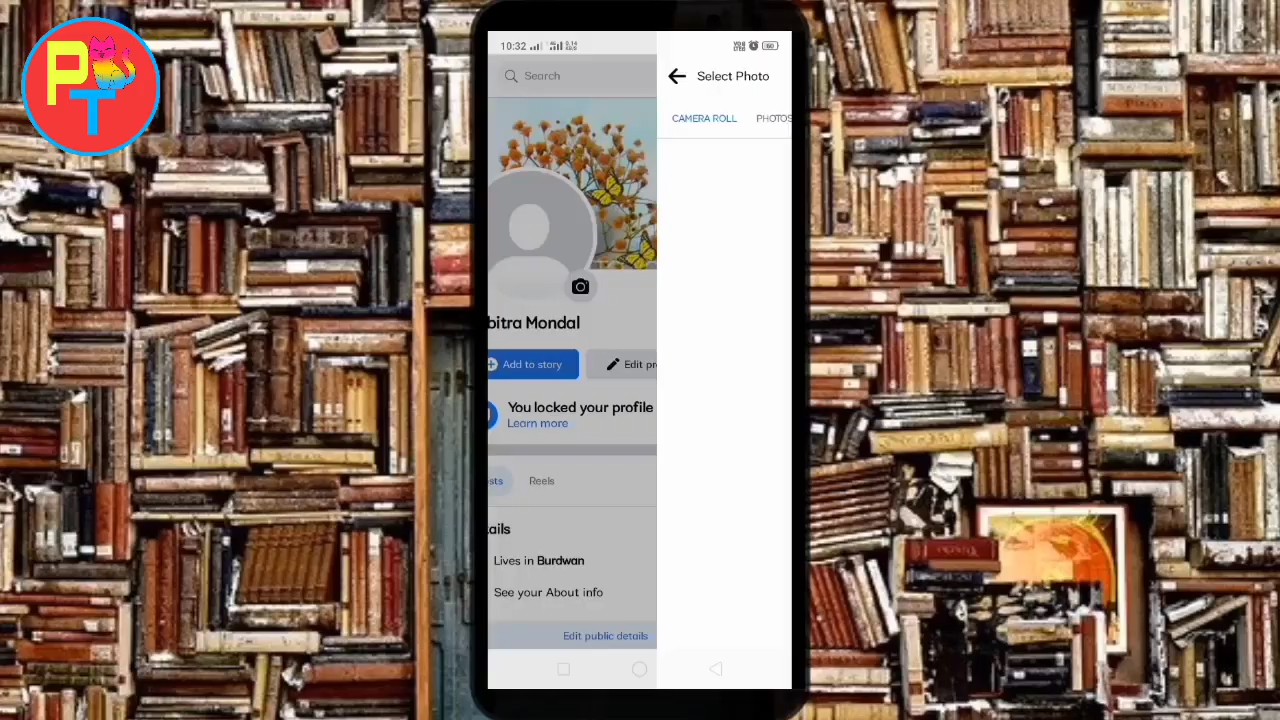 PT
10:32
Search
Select Photo
CAMERA ROLL PHOTOS
bitra Mondal
Add to story
Edit pr
You locked your profile
Learn more
sts Reels
ails
Lives in Burdwan
See your About info
Edit public details